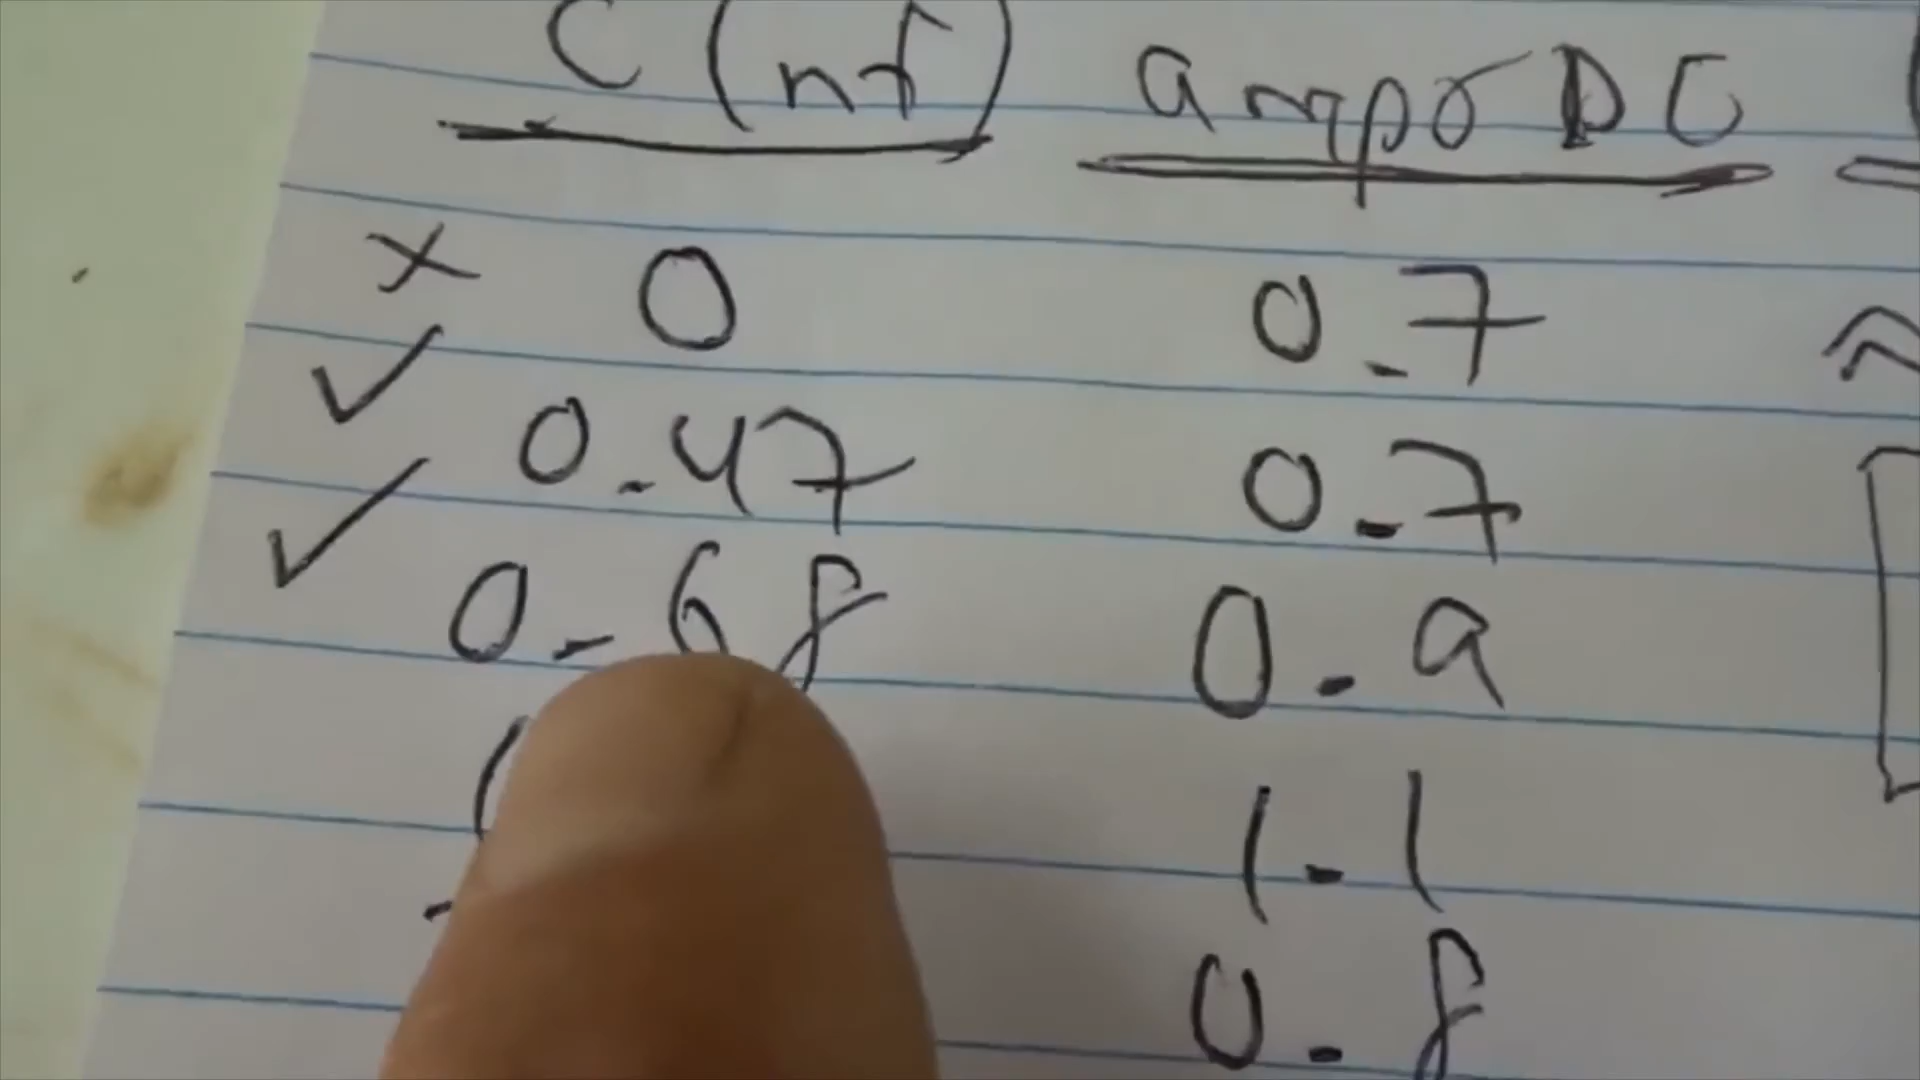 C (nf) ampo DC
× 0 0.7
✓ 0.47 0.7
✓ 0.68 0.9
1.1
0.8